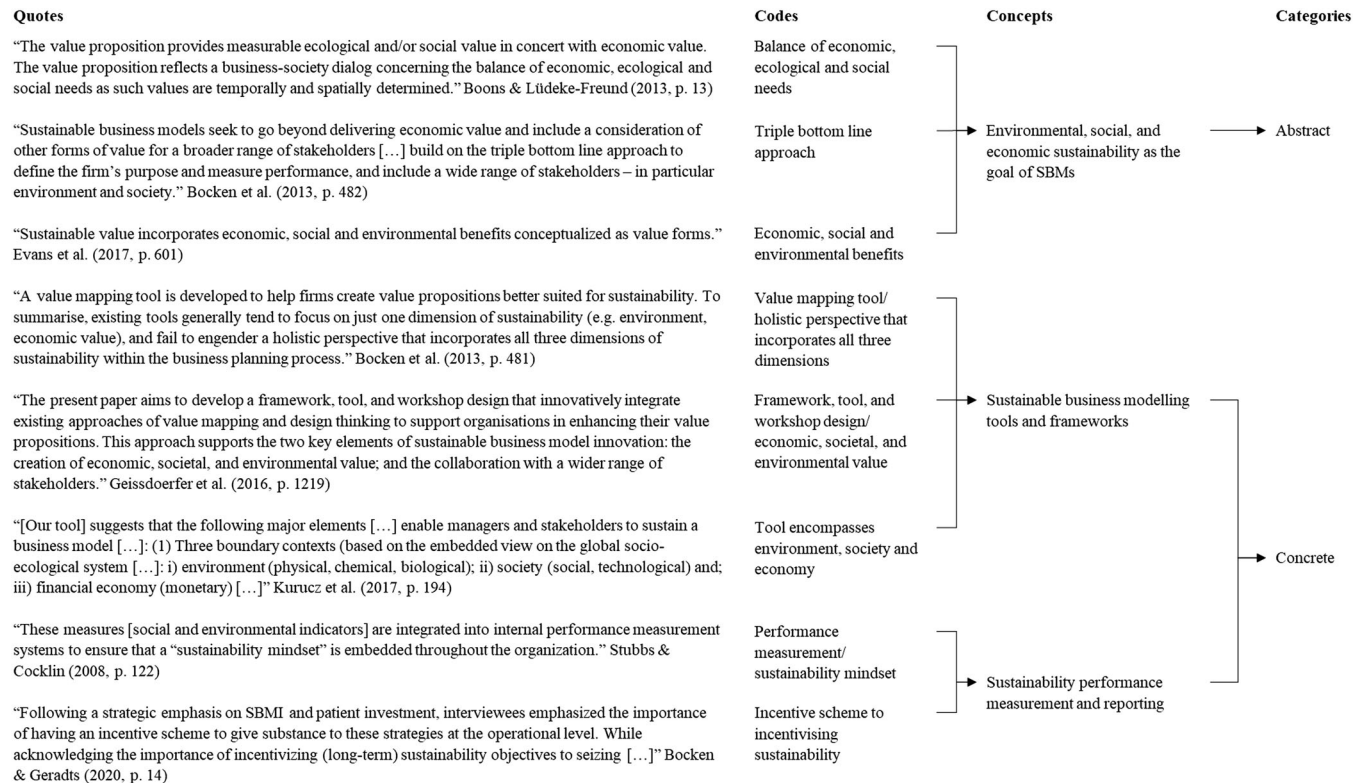 Quotes Codes Concepts Categories
“The value proposition provides measurable ecological and/or social value in concert with economic value.
The value proposition reflects a business-society dialog concerning the balance of economic, ecological and
social needs as such values are temporally and spatially determined.” Boons & Lüdeke-Freund (2013, p. 13)
Balance of economic,
ecological and social
needs
“Sustainable business models seek to go beyond delivering economic value and include a consideration of
other forms of value for a broader range of stakeholders […] build on the triple bottom line approach to
define the firm’s purpose and measure performance, and include a wide range of stakeholders – in particular
environment and society.” Bocken et al. (2013, p. 482)
Triple bottom line
approach
Environmental, social, and
economic sustainability as the
goal of SBMs
Abstract
“Sustainable value incorporates economic, social and environmental benefits conceptualized as value forms.”
Evans et al. (2017, p. 601)
Economic, social and
environmental benefits
“A value mapping tool is developed to help firms create value propositions better suited for sustainability. To
summarise, existing tools generally tend to focus on just one dimension of sustainability (e.g. environment,
economic value), and fail to engender a holistic perspective that incorporates all three dimensions of
sustainability within the business planning process.” Bocken et al. (2013, p. 481)
Value mapping tool/
holistic perspective that
incorporates all three
dimensions
“The present paper aims to develop a framework, tool, and workshop design that innovatively integrate
existing approaches of value mapping and design thinking to support organisations in enhancing their value
propositions. This approach supports the two key elements of sustainable business model innovation: the
creation of economic, societal, and environmental value; and the collaboration with a wider range of
stakeholders.” Geissdoerfer et al. (2016, p. 1219)
Framework, tool, and
workshop design/
economic, societal, and
environmental value
Sustainable business modelling
tools and frameworks
“[Our tool] suggests that the following major elements […] enable managers and stakeholders to sustain a
business model […]: (1) Three boundary contexts (based on the embedded view on the global socio-
ecological system […]: i) environment (physical, chemical, biological); ii) society (social, technological) and;
iii) financial economy (monetary) […]” Kurucz et al. (2017, p. 194)
Tool encompasses
environment, society and
economy
Concrete
“These measures [social and environmental indicators] are integrated into internal performance measurement
systems to ensure that a “sustainability mindset” is embedded throughout the organization.” Stubbs &
Cocklin (2008, p. 122)
Performance
measurement/
sustainability mindset
Sustainability performance
measurement and reporting
“Following a strategic emphasis on SBMI and patient investment, interviewees emphasized the importance
of having an incentive scheme to give substance to these strategies at the operational level. While
acknowledging the importance of incentivizing (long-term) sustainability objectives to seizing […]” Bocken
& Geradts (2020, p. 14)
Incentive scheme to
incentivising
sustainability